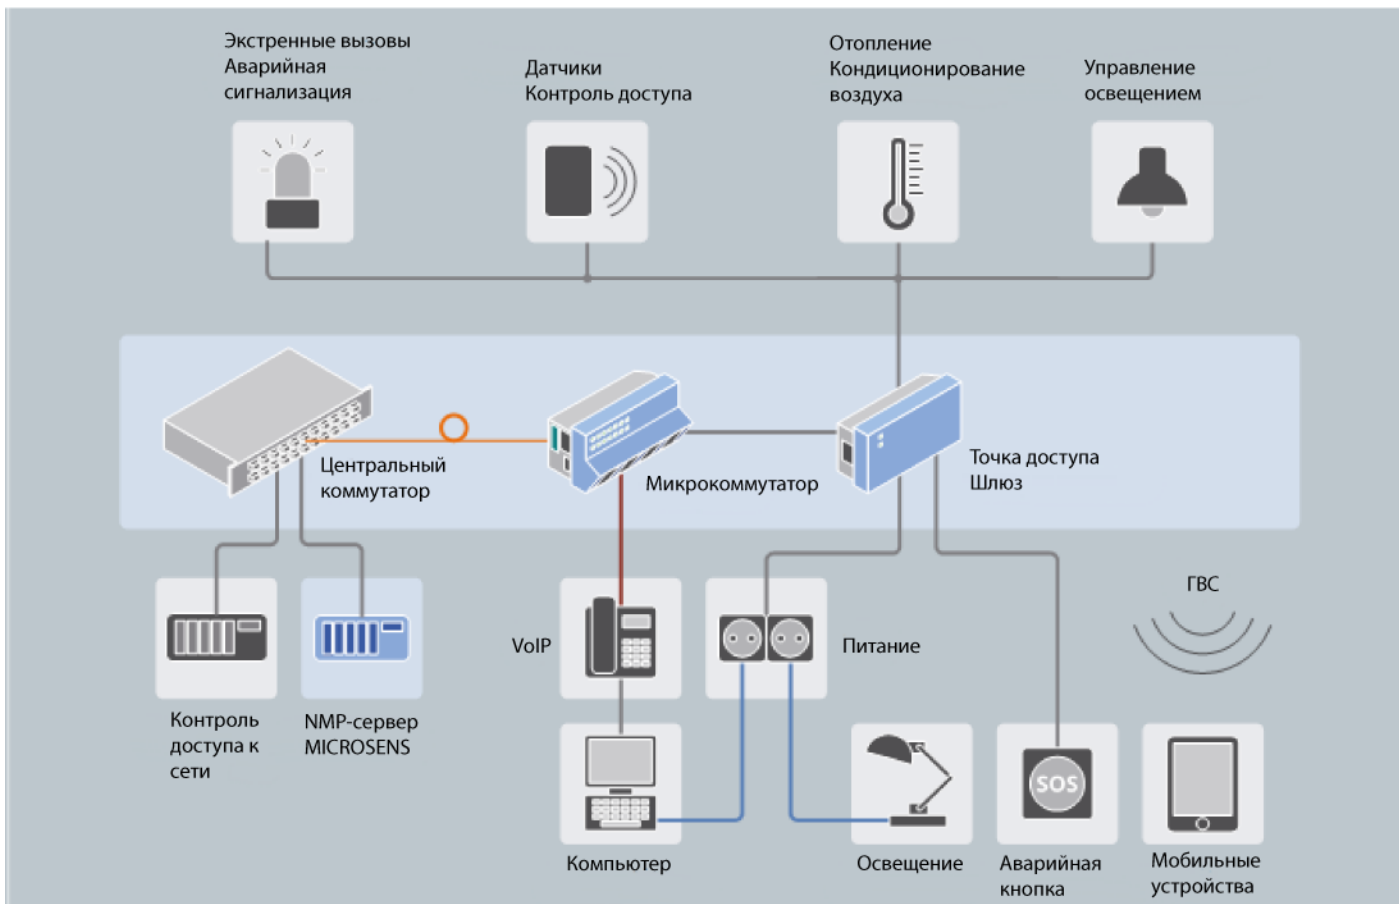 Экстренные вызовы
Аварийная
сигнализация
Датчики
Контроль доступа
Отопление
Кондиционирование
воздуха
Управление
освещением
Центральный
коммутатор
Микрокоммутатор
Точка доступа
Шлюз
ГВС
VoIP
Питание
Контроль
доступа к
сети
NMP-сервер
MICROSENS
SOS
Компьютер
Освещение
Аварийная
кнопка
Мобильные
устройства